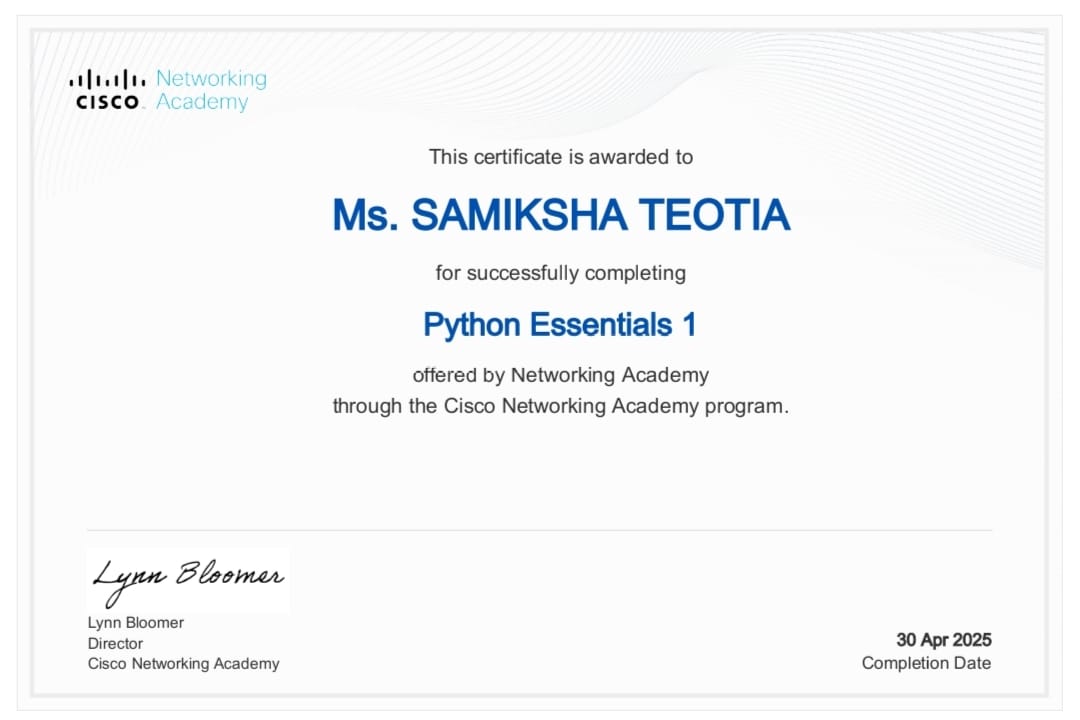 Networking
CISCO Academy
This certificate is awarded to
Ms. SAMIKSHA TEOTIA
for successfully completing
Python Essentials 1
offered by Networking Academy
through the Cisco Networking Academy program.
Lynn Bloomer
Lynn Bloomer
Director
Cisco Networking Academy
30 Apr 2025
Completion Date